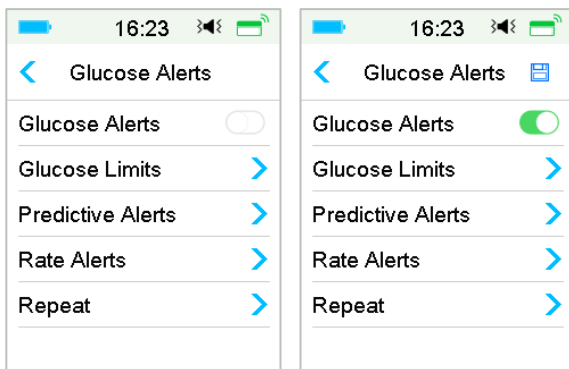 16:23
Glucose Alerts
Glucose Alerts
Glucose Limits
Predictive Alerts
Rate Alerts
Repeat
16:23
Glucose Alerts
Glucose Alerts
Glucose Limits
Predictive Alerts
Rate Alerts
Repeat